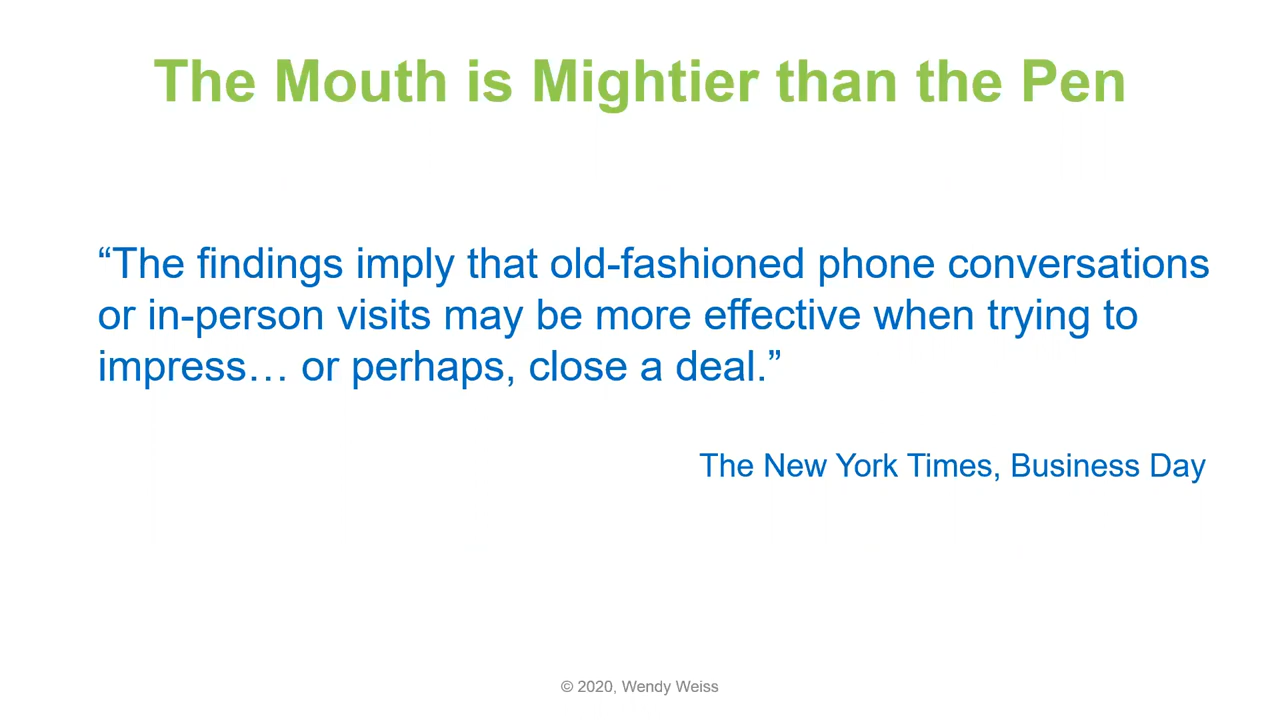 The Mouth is Mightier than the Pen
“The findings imply that old-fashioned phone conversations
or in-person visits may be more effective when trying to
impress… or perhaps, close a deal.”
The New York Times, Business Day
© 2020, Wendy Weiss